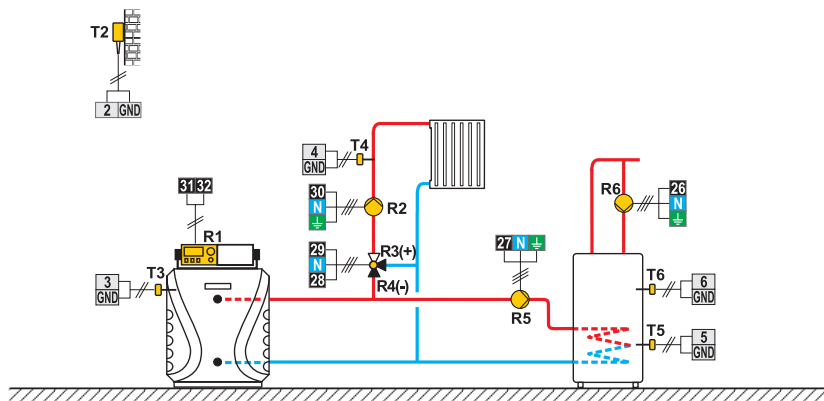 T2
2 GND
4
GND
T4
31 32
30
N
R2
R6
26
N
R1
29
N
28
R3(+)
R4(-)
27 N
3
GND
T3
R5
T6
6
GND
T5
5
GND